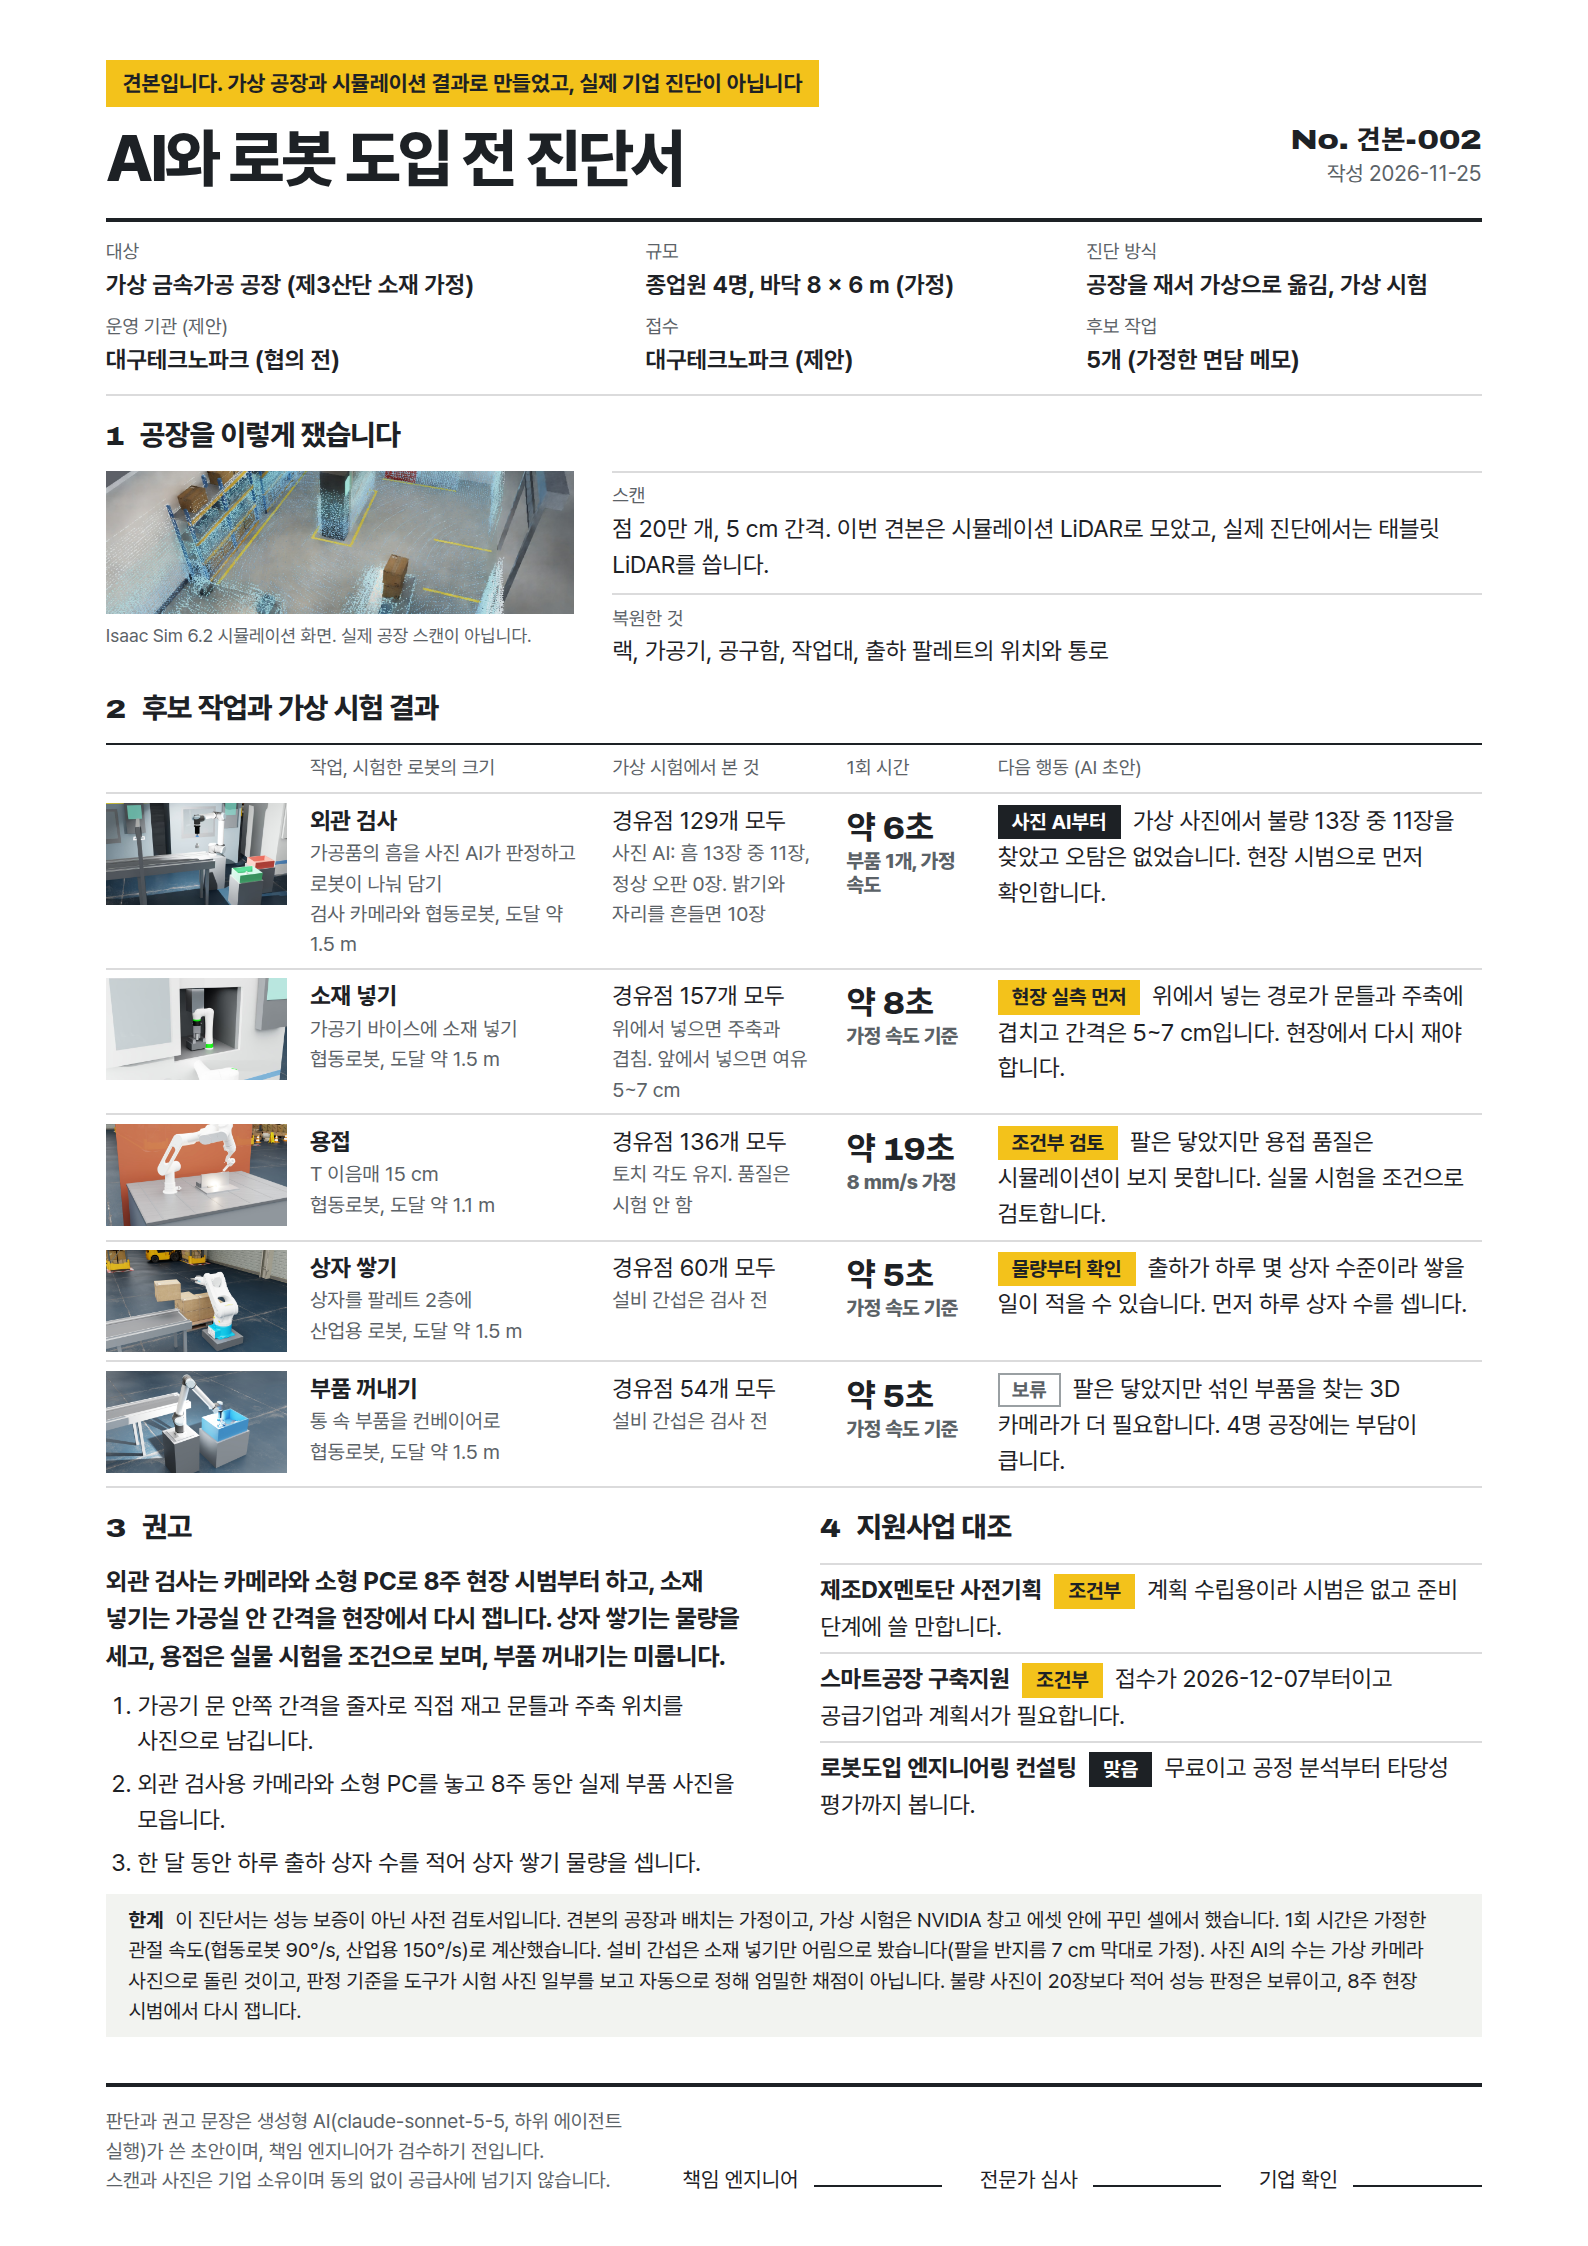 견본입니다. 가상 공장과 시뮬레이션 결과로 만들었고, 실제 기업 진단이 아닙니다
AI와 로봇 도입 전 진단서
No. 견본-002
작성 2026-11-25
대상
가상 금속가공 공장 (제3산단 소재 가정)
규모
종업원 4명, 바닥 8 × 6 m (가정)
진단 방식
공장을 재서 가상으로 옮김, 가상 시험
운영 기관 (제안)
대구테크노파크 (협의 전)
접수
대구테크노파크 (제안)
후보 작업
5개 (가정한 면담 메모)
1 공장을 이렇게 쟀습니다
Isaac Sim 6.2 시뮬레이션 화면. 실제 공장 스캔이 아닙니다.
스캔
점 20만 개, 5 cm 간격. 이번 견본은 시뮬레이션 LiDAR로 모았고, 실제 진단에서는 태블릿
LiDAR를 씁니다.
복원한 것
랙, 가공기, 공구함, 작업대, 출하 팔레트의 위치와 통로
2 후보 작업과 가상 시험 결과
작업, 시험한 로봇의 크기
가상 시험에서 본 것
1회 시간
다음 행동 (AI 초안)
외관 검사
가공품의 흠을 사진 AI가 판정하고
로봇이 나눠 담기
검사 카메라와 협동로봇, 도달 약
1.5 m
경유점 129개 모두
사진 AI: 흠 13장 중 11장,
정상 오판 0장. 밝기와
자리를 흔들면 10장
약 6초
부품 1개, 가정
속도
사진 AI부터 가상 사진에서 불량 13장 중 11장을
찾았고 오탐은 없었습니다. 현장 시범으로 먼저
확인합니다.
소재 넣기
가공기 바이스에 소재 넣기
협동로봇, 도달 약 1.5 m
경유점 157개 모두
위에서 넣으면 주축과
겹침. 앞에서 넣으면 여유
5~7 cm
약 8초
가정 속도 기준
현장 실측 먼저 위에서 넣는 경로가 문틀과 주축에
겹치고 간격은 5~7 cm입니다. 현장에서 다시 재야
합니다.
용접
T 이음매 15 cm
협동로봇, 도달 약 1.1 m
경유점 136개 모두
토치 각도 유지. 품질은
시험 안 함
약 19초
8 mm/s 가정
조건부 검토 팔은 닿았지만 용접 품질은
시뮬레이션이 보지 못합니다. 실물 시험을 조건으로
검토합니다.
상자 쌓기
상자를 팔레트 2층에
산업용 로봇, 도달 약 1.5 m
경유점 60개 모두
설비 간섭은 검사 전
약 5초
가정 속도 기준
물량부터 확인 출하가 하루 몇 상자 수준이라 쌓을
일이 적을 수 있습니다. 먼저 하루 상자 수를 셉니다.
부품 꺼내기
통 속 부품을 컨베이어로
협동로봇, 도달 약 1.5 m
경유점 54개 모두
설비 간섭은 검사 전
약 5초
가정 속도 기준
보류 팔은 닿았지만 섞인 부품을 찾는 3D
카메라가 더 필요합니다. 4명 공장에는 부담이
큽니다.
3 권고
외관 검사는 카메라와 소형 PC로 8주 현장 시범부터 하고, 소재
넣기는 가공실 안 간격을 현장에서 다시 잽니다. 상자 쌓기는 물량을
세고, 용접은 실물 시험을 조건으로 보며, 부품 꺼내기는 미룹니다.
1. 가공기 문 안쪽 간격을 줄자로 직접 재고 문틀과 주축 위치를
사진으로 남깁니다.
2. 외관 검사용 카메라와 소형 PC를 놓고 8주 동안 실제 부품 사진을
모읍니다.
3. 한 달 동안 하루 출하 상자 수를 적어 상자 쌓기 물량을 셉니다.
4 지원사업 대조
제조DX멘토단 사전기획 조건부 계획 수립용이라 시범은 없고 준비
단계에 쓸 만합니다.
스마트공장 구축지원 조건부 접수가 2026-12-07부터이고
공급기업과 계획서가 필요합니다.
로봇도입 엔지니어링 컨설팅 맞음 무료이고 공정 분석부터 타당성
평가까지 봅니다.
한계 이 진단서는 성능 보증이 아닌 사전 검토서입니다. 견본의 공장과 배치는 가정이고, 가상 시험은 NVIDIA 창고 에셋 안에 꾸민 셀에서 했습니다. 1회 시간은 가정한
관절 속도(협동로봇 90°/s, 산업용 150°/s)로 계산했습니다. 설비 간섭은 소재 넣기만 어림으로 봤습니다(팔을 반지름 7 cm 막대로 가정). 사진 AI의 수는 가상 카메라
사진으로 돌린 것이고, 판정 기준을 도구가 시험 사진 일부를 보고 자동으로 정해 엄밀한 채점이 아닙니다. 불량 사진이 20장보다 적어 성능 판정은 보류이고, 8주 현장
시범에서 다시 잽니다.
판단과 권고 문장은 생성형 AI(claude-sonnet-5-5, 하위 에이전트
실행)가 쓴 초안이며, 책임 엔지니어가 검수하기 전입니다.
스캔과 사진은 기업 소유이며 동의 없이 공급사에 넘기지 않습니다.
책임 엔지니어
전문가 심사
기업 확인